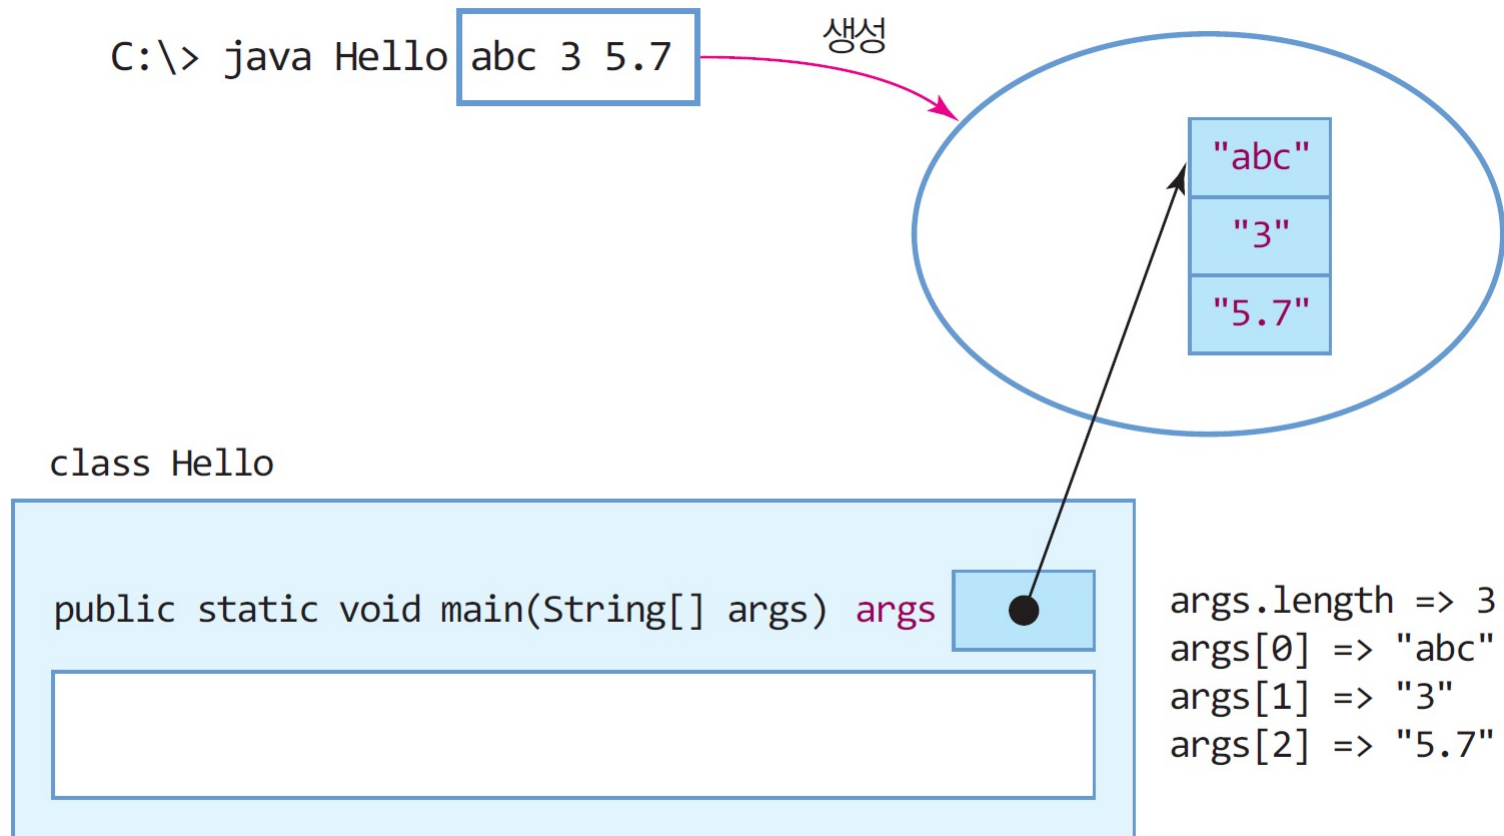 C:\> java Hello abc 3 5.7
생성
"abc"
"3"
"5.7"
class Hello
public static void main(String[] args) args
args.length => 3
args[0] => "abc"
args[1] => "3"
args[2] => "5.7"